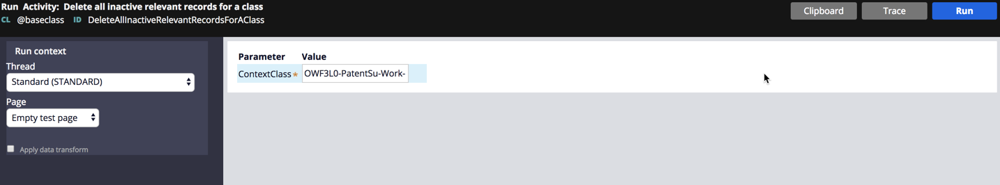 Run Activity: Delete all inactive relevant records for a class
CL @baseclass ID DeleteAllInactiveRelevantRecordsForAClass
Clipboard Trace Run
Run context
Thread
Standard (STANDARD)
Page
Empty test page
Apply data transform
Parameter Value
ContextClass★ OWF3L0-PatentSu-Work-